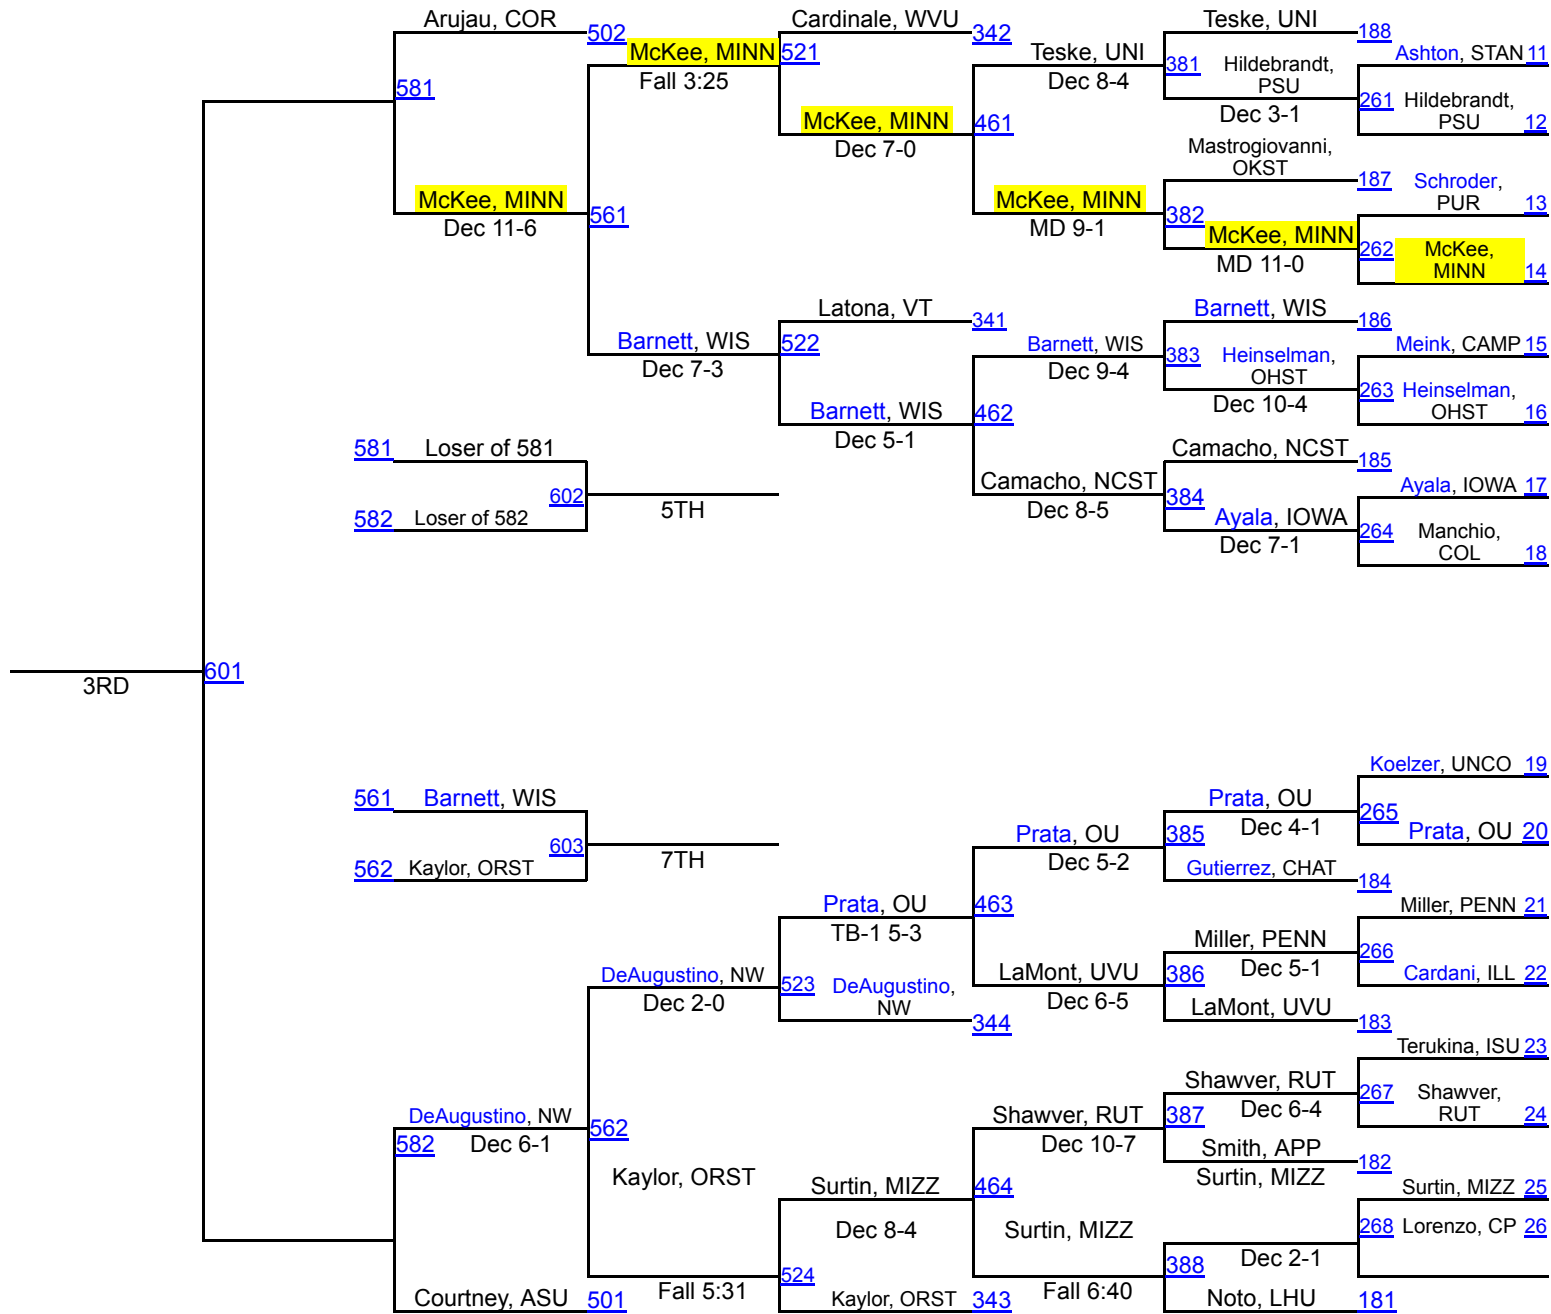 Arujau, COR
502
Cardinale, WVU
342
Teske, UNI
188
McKee, MINN
521
Fall 3:25
Teske, UNI
Dec 8-4
381
Hildebrandt,
PSU
Dec 3-1
Ashton, STAN 11
261
Hildebrandt,
PSU
12
581
McKee, MINN
Dec 7-0
461
Mastrogiovanni,
OKST
187
Schroder,
PUR
13
McKee, MINN
Dec 11-6
561
McKee, MINN
MD 9-1
382
McKee, MINN
MD 11-0
262
McKee,
MINN
14
Latona, VT
341
Barnett, WIS
186
Barnett, WIS
Dec 7-3
522
Barnett, WIS
Dec 9-4
383
Heinselman,
OHST
Dec 10-4
Meink, CAMP 15
263
Heinselman,
OHST
16
Barnett, WIS
Dec 5-1
462
581
Loser of 581
602
5TH
582
Loser of 582
Camacho, NCST
Dec 8-5
Camacho, NCST
185
384
Ayala, IOWA
Dec 7-1
Ayala, IOWA 17
264
Manchio,
COL
18
3RD
601
Koelzer, UNCO 19
561
Barnett, WIS
603
7TH
562
Kaylor, ORST
Prata, OU
Dec 5-2
Prata, OU
Dec 4-1
385
265
Prata, OU 20
Gutierrez, CHAT
184
Prata, OU
TB-1 5-3
463
Miller, PENN 21
Miller, PENN
Dec 5-1
266
Cardani, ILL 22
DeAugustino, NW
Dec 2-0
523
DeAugustino,
NW
344
LaMont, UVU
Dec 6-5
386
LaMont, UVU
183
Terukina, ISU 23
Shawver, RUT
Dec 6-4
267
Shawver,
RUT
24
DeAugustino, NW
582
Dec 6-1
562
Shawver, RUT
Dec 10-7
387
Smith, APP
182
Kaylor, ORST
Surtin, MIZZ
Dec 8-4
464
Surtin, MIZZ
Surtin, MIZZ 25
268
Lorenzo, CP 26
Surtin, MIZZ
Dec 2-1
388
524
Fall 5:31
Fall 6:40
Courtney, ASU
501
Kaylor, ORST
343
Noto, LHU
181